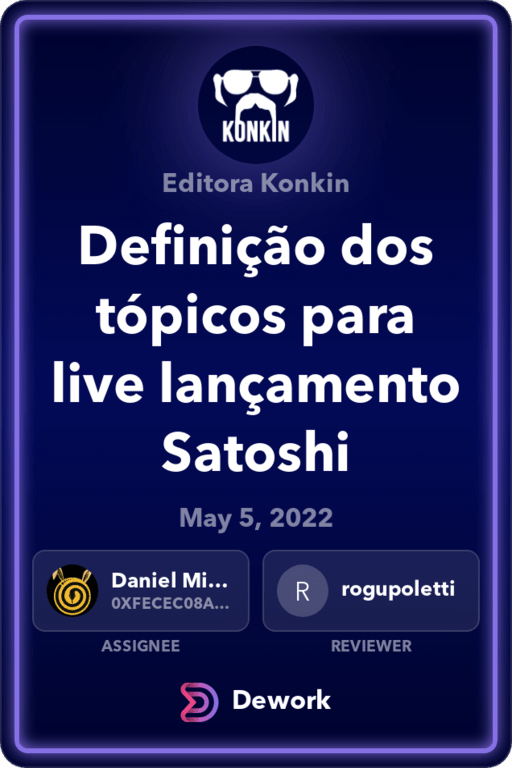 KONKIN
Editora Konkin
Definição dos
tópicos para
live lançamento
Satoshi
May 5, 2022
Daniel Mi...
0XFECEC08A...
ASSIGNEE
R
rogupoletti
REVIEWER
Dework